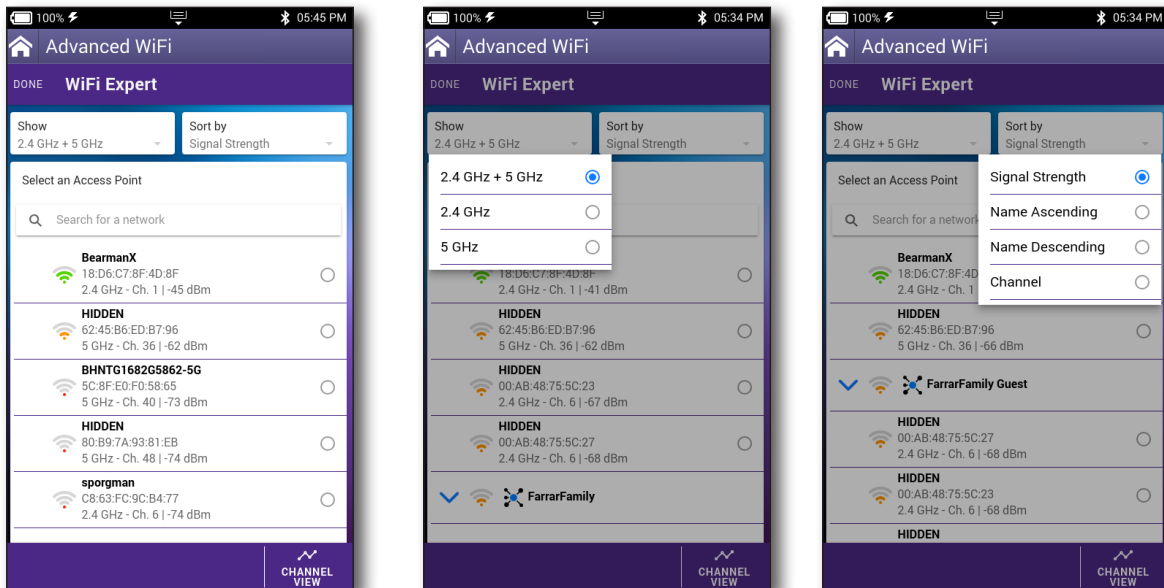 100%
05:45 PM
Advanced WiFi
DONE WiFi Expert
Show
2.4 GHz + 5 GHz
Sort by
Signal Strength
Select an Access Point
Search for a network
BearmanX
18:D6:C7:8F:4D:8F
2.4 GHz - Ch. 1 | -45 dBm
HIDDEN
62:45:B6:ED:B7:96
5 GHz - Ch. 36 | -62 dBm
BHNTG1682G5862-5G
5C:8F:E0:F0:58:65
5 GHz - Ch. 40 | -73 dBm
HIDDEN
80:B9:7A:93:81:EB
5 GHz - Ch. 48 | -74 dBm
sporgman
C8:63:FC:9C:B4:77
2.4 GHz - Ch. 6 | -74 dBm
CHANNEL
VIEW
100%
05:34 PM
Advanced WiFi
DONE WiFi Expert
Show
2.4 GHz + 5 GHz
Sort by
Signal Strength
2.4 GHz + 5 GHz
2.4 GHz
5 GHz
18:D6:C7:8F:4D:8F
2.4 GHz - Ch. 1 | -41 dBm
HIDDEN
62:45:B6:ED:B7:96
5 GHz - Ch. 36 | -62 dBm
HIDDEN
00:AB:48:75:5C:23
2.4 GHz - Ch. 6 | -67 dBm
HIDDEN
00:AB:48:75:5C:27
2.4 GHz - Ch. 6 | -68 dBm
FarrarFamily
CHANNEL
VIEW
100%
05:34 PM
Advanced WiFi
DONE WiFi Expert
Show
2.4 GHz + 5 GHz
Sort by
Signal Strength
Select an Access Point
Search for a network
Signal Strength
Name Ascending
Name Descending
Channel
BearmanX
18:D6:C7:8F:4D
2.4 GHz - Ch. 1
HIDDEN
62:45:B6:ED:B7:96
5 GHz - Ch. 36 | -66 dBm
FarrarFamily Guest
HIDDEN
00:AB:48:75:5C:27
2.4 GHz - Ch. 6 | -68 dBm
HIDDEN
00:AB:48:75:5C:23
2.4 GHz - Ch. 6 | -68 dBm
HIDDEN
CHANNEL
VIEW